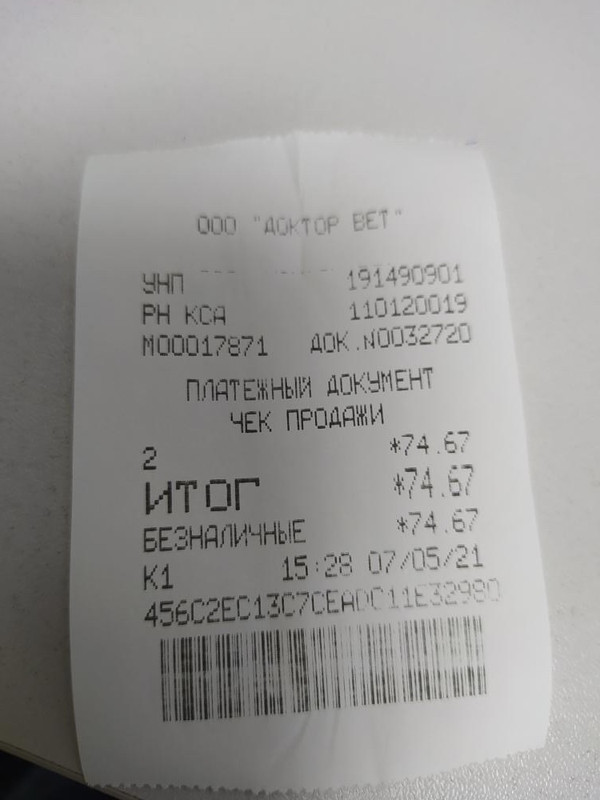 ООО "ДОКТОР ВЕТ"
УНП 191490901
РН КСА 110120019
М00017871 ДОК.N0032720
ПЛАТЕЖНЫЙ ДОКУМЕНТ
ЧЕК ПРОДАЖИ
2 *74.67
ИТОГ *74.67
БЕЗНАЛИЧНЫЕ *74.67
К1 15:28 07/05/21
456C2EC13C7CEADC11E32980